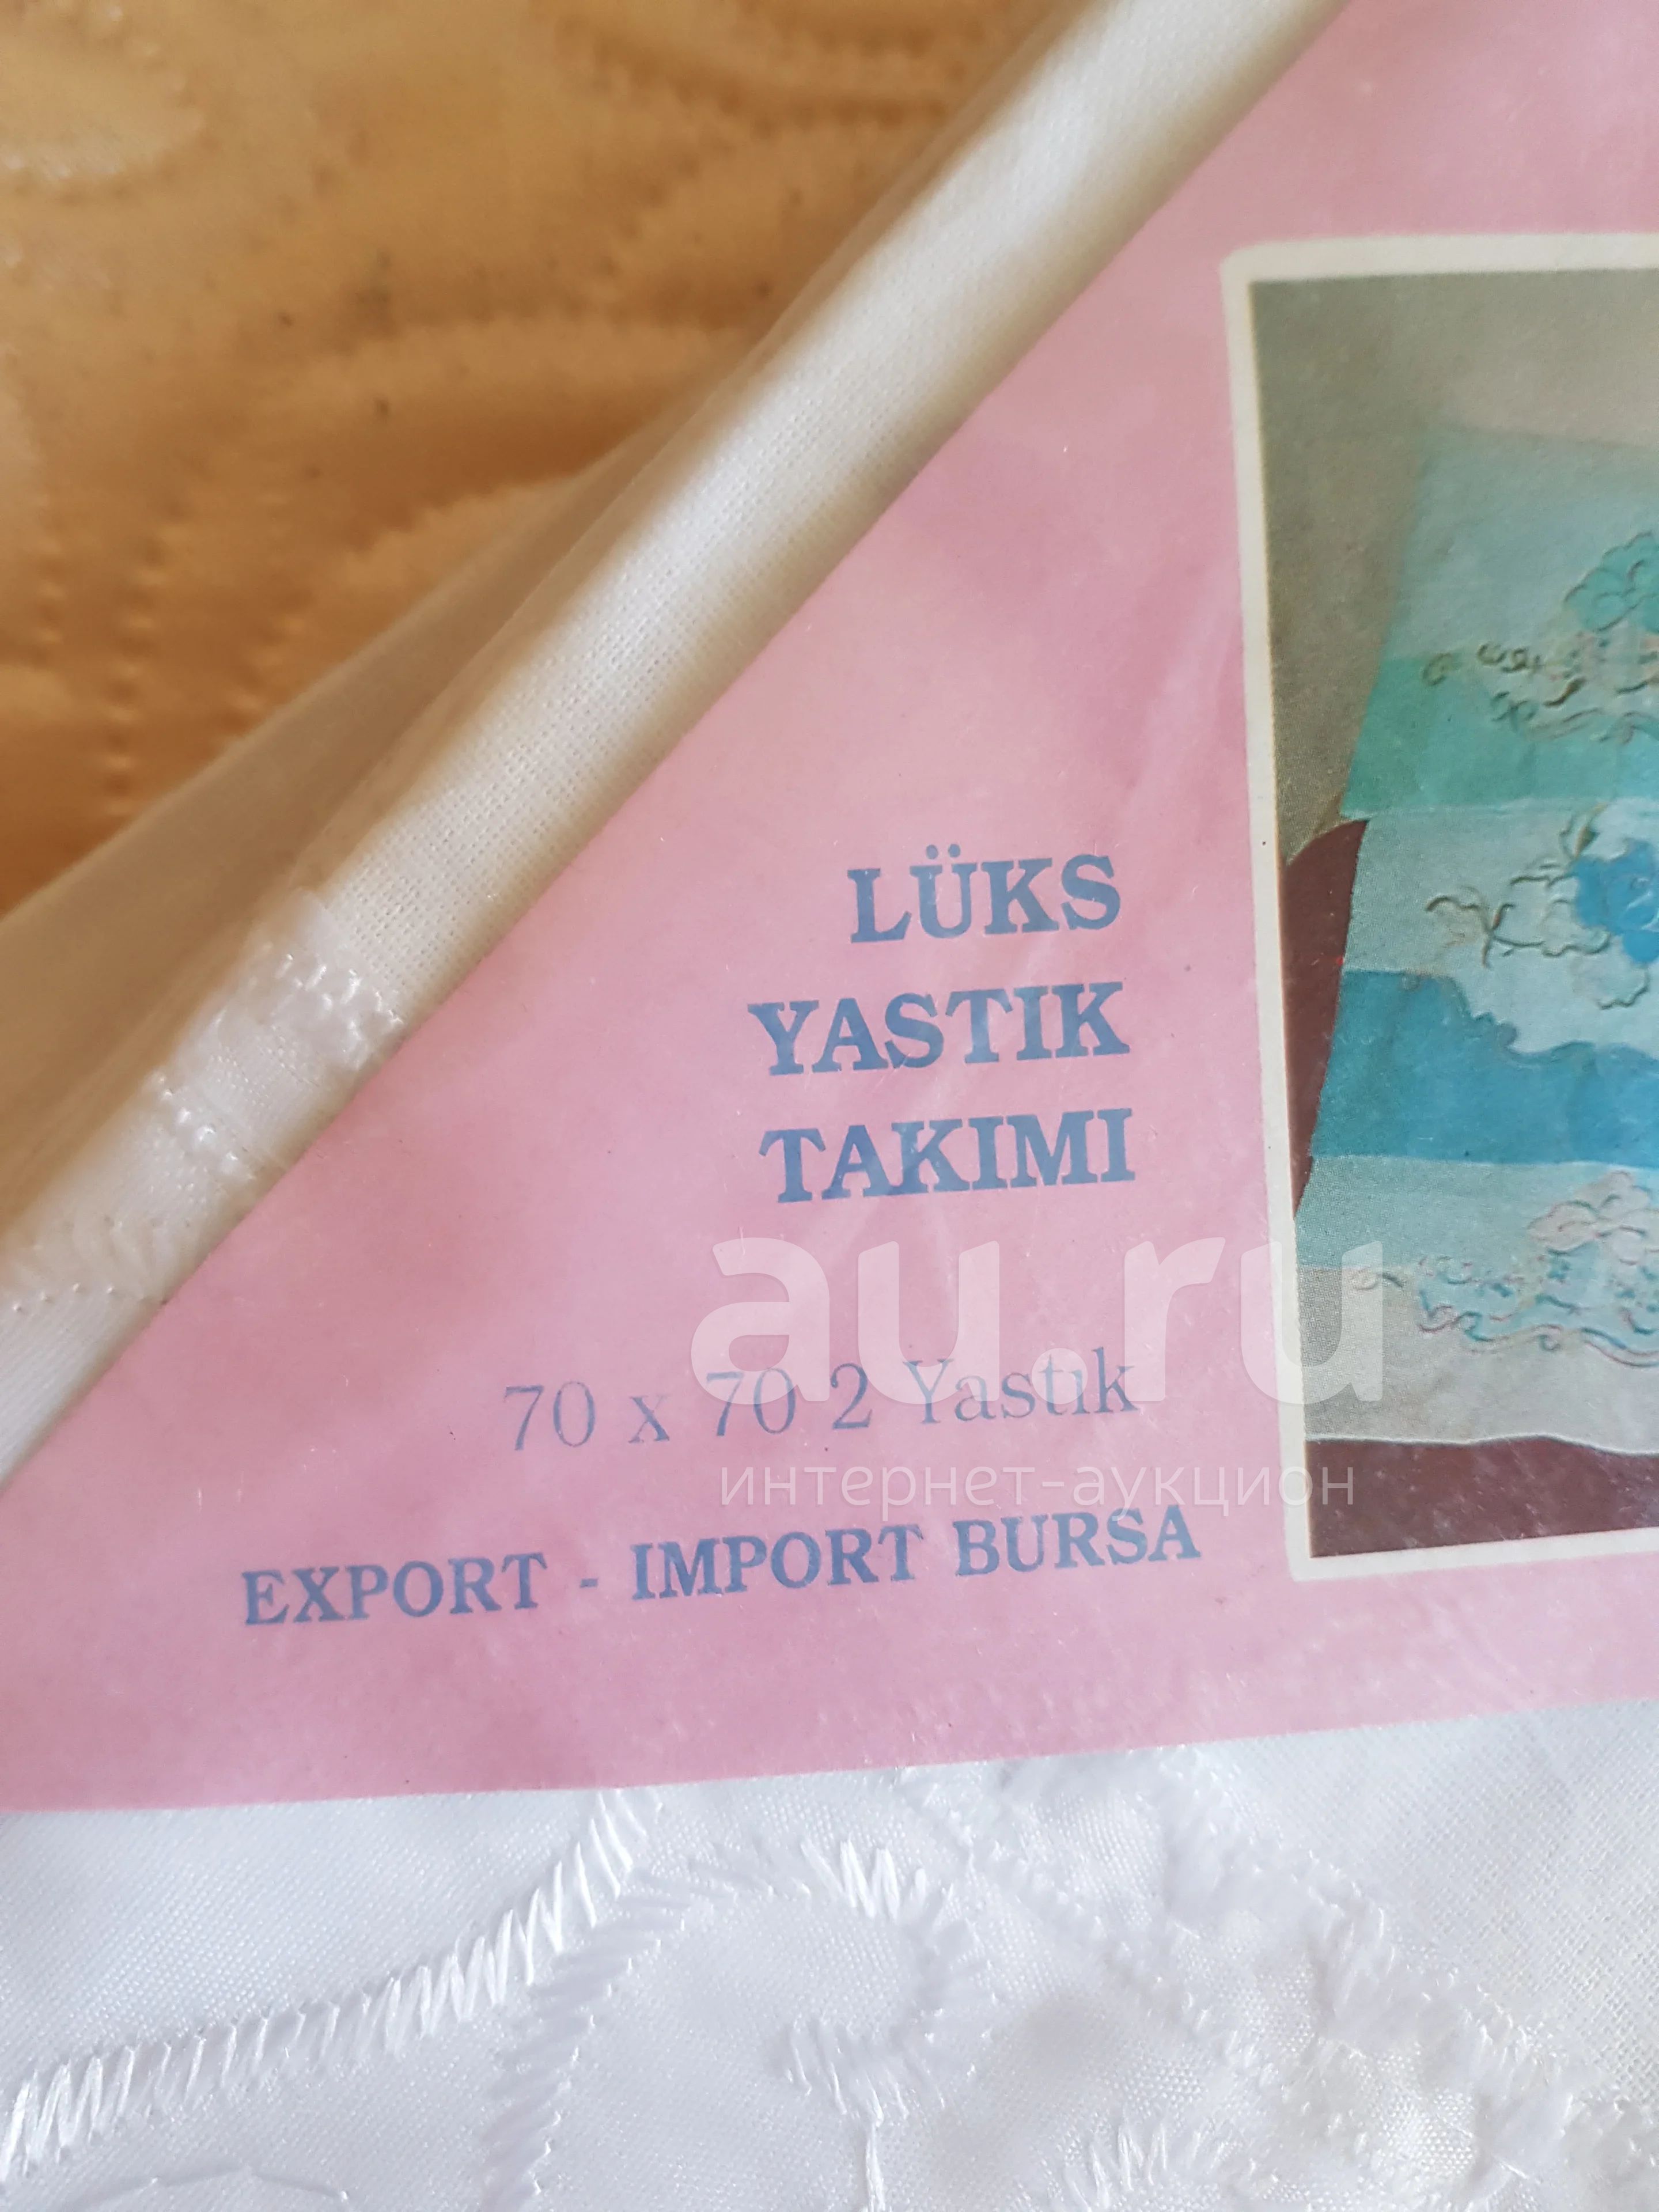 LÜKS
YASTIK
TAKIMI
au.ru
70 x 70 2 Yastık
интернет-аукцион
EXPORT - IMPORT BURSA